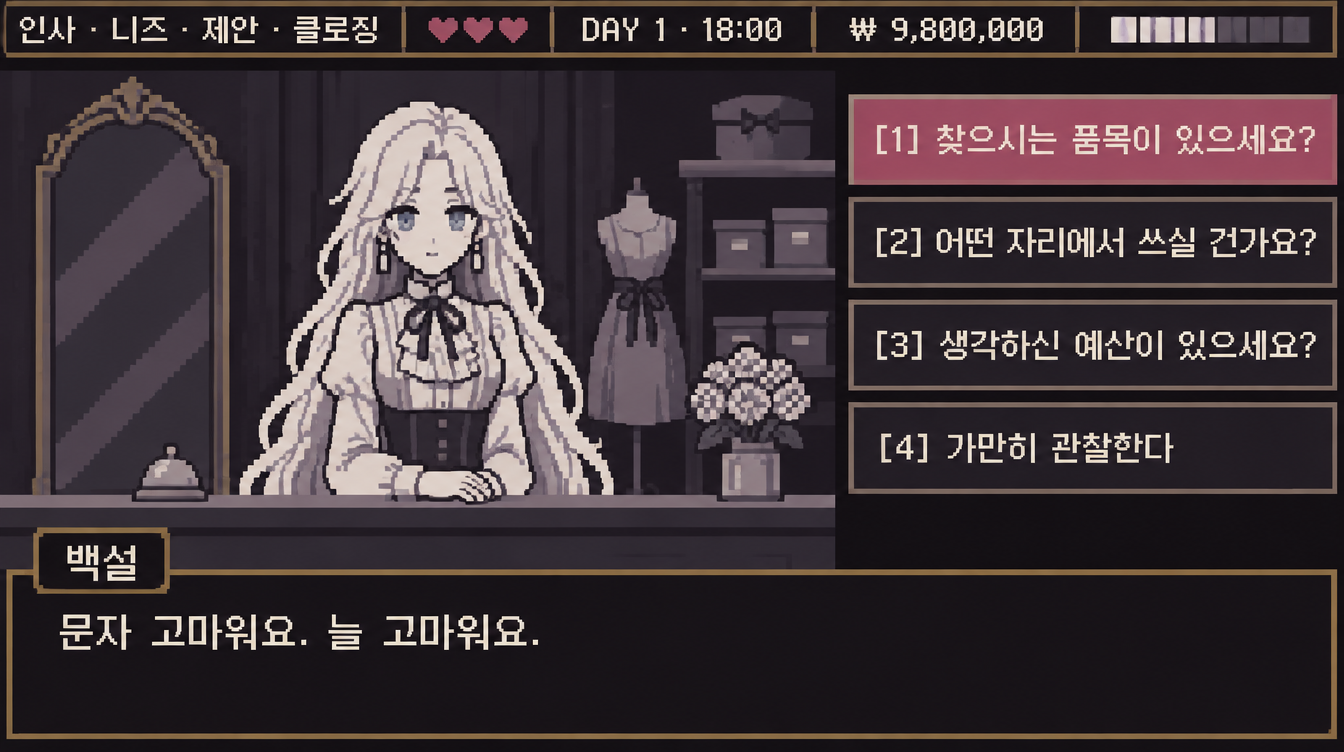 인사 · 니즈 · 제안 · 클로징
DAY 1 · 18:00
₩ 9,800,000
[1] 찾으시는 품목이 있으세요?
[2] 어떤 자리에서 쓰실 건가요?
[3] 생각하신 예산이 있으세요?
[4] 가만히 관찰한다
백설
문자 고마워요. 늘 고마워요.